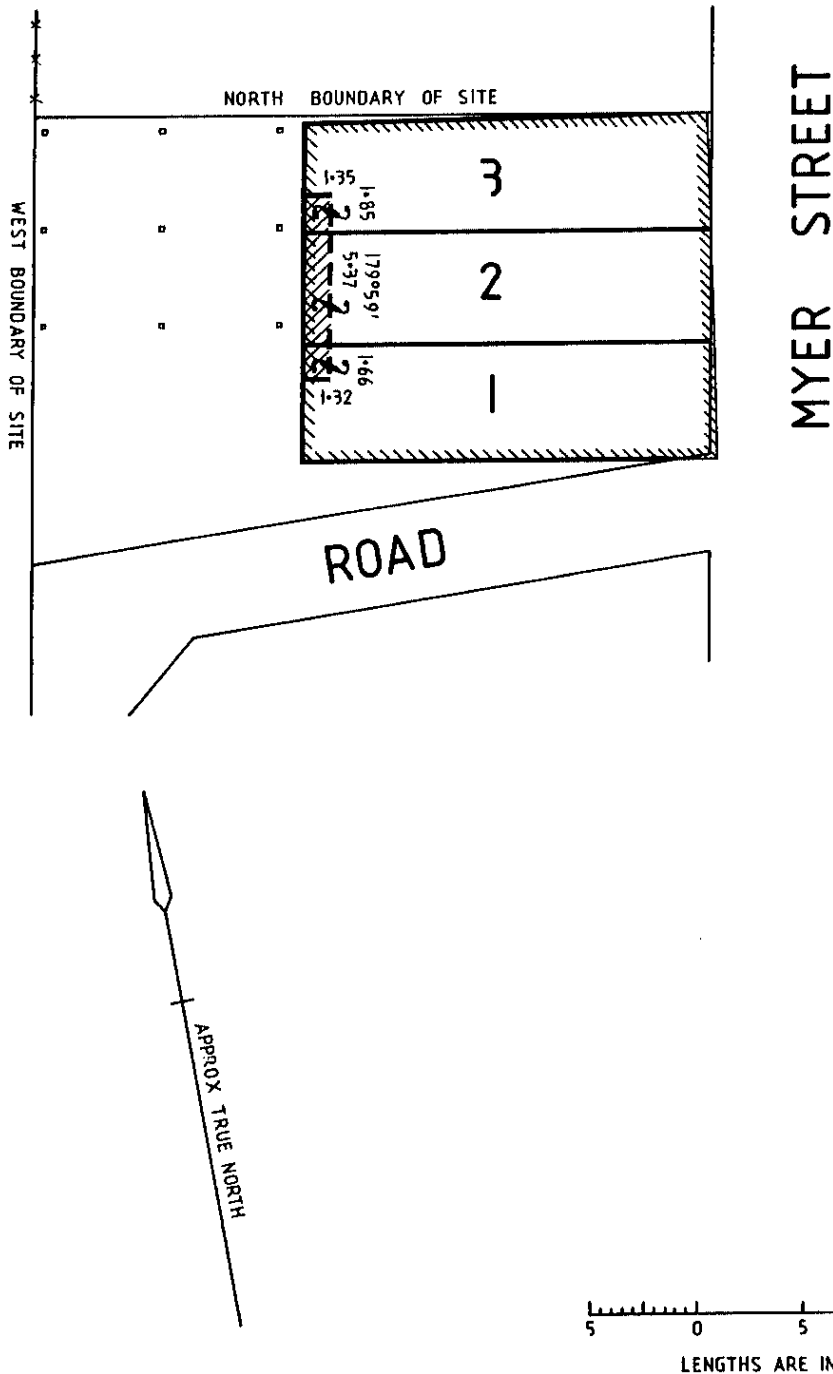 NORTH BOUNDARY OF SITE
MYER STREET
3
1·35
1·85
2
179°59'
5·37
1·66
1·32
1
WEST BOUNDARY OF SITE
ROAD
APPROX TRUE NORTH
5 0 5
LENGTHS ARE IN